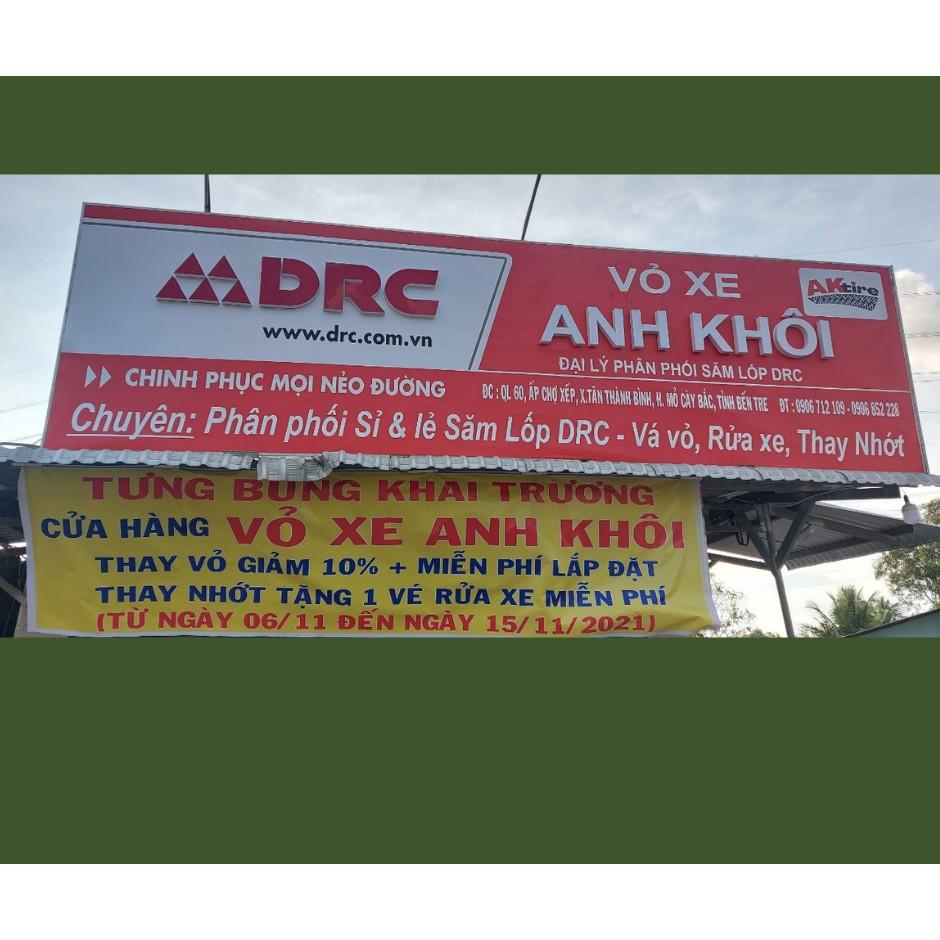 DRC
www.drc.com.vn
VỎ XE
AKtire
ANH KHÔI
ĐẠI LÝ PHÂN PHỐI SĂM LỐP DRC
CHINH PHỤC MỌI NẺO ĐƯỜNG
ĐC : QL 60, ẤP CHỢ XẾP, X.TÂN THÀNH BÌNH, H. MỎ CÀY BẮC, TỈNH BẾN TRE ĐT : 0906 712 109 - 0906 852 228
Chuyên: Phân phối Sỉ & lẻ Săm Lốp DRC - Vá vỏ, Rửa xe, Thay Nhớt
TƯNG BỪNG KHAI TRƯƠNG
CỬA HÀNG VỎ XE ANH KHÔI
THAY VỎ GIẢM 10% + MIỄN PHÍ LẮP ĐẶT
THAY NHỚT TẶNG 1 VÉ RỬA XE MIỄN PHÍ
(TỪ NGÀY 06/11 ĐẾN NGÀY 15/11/2021)